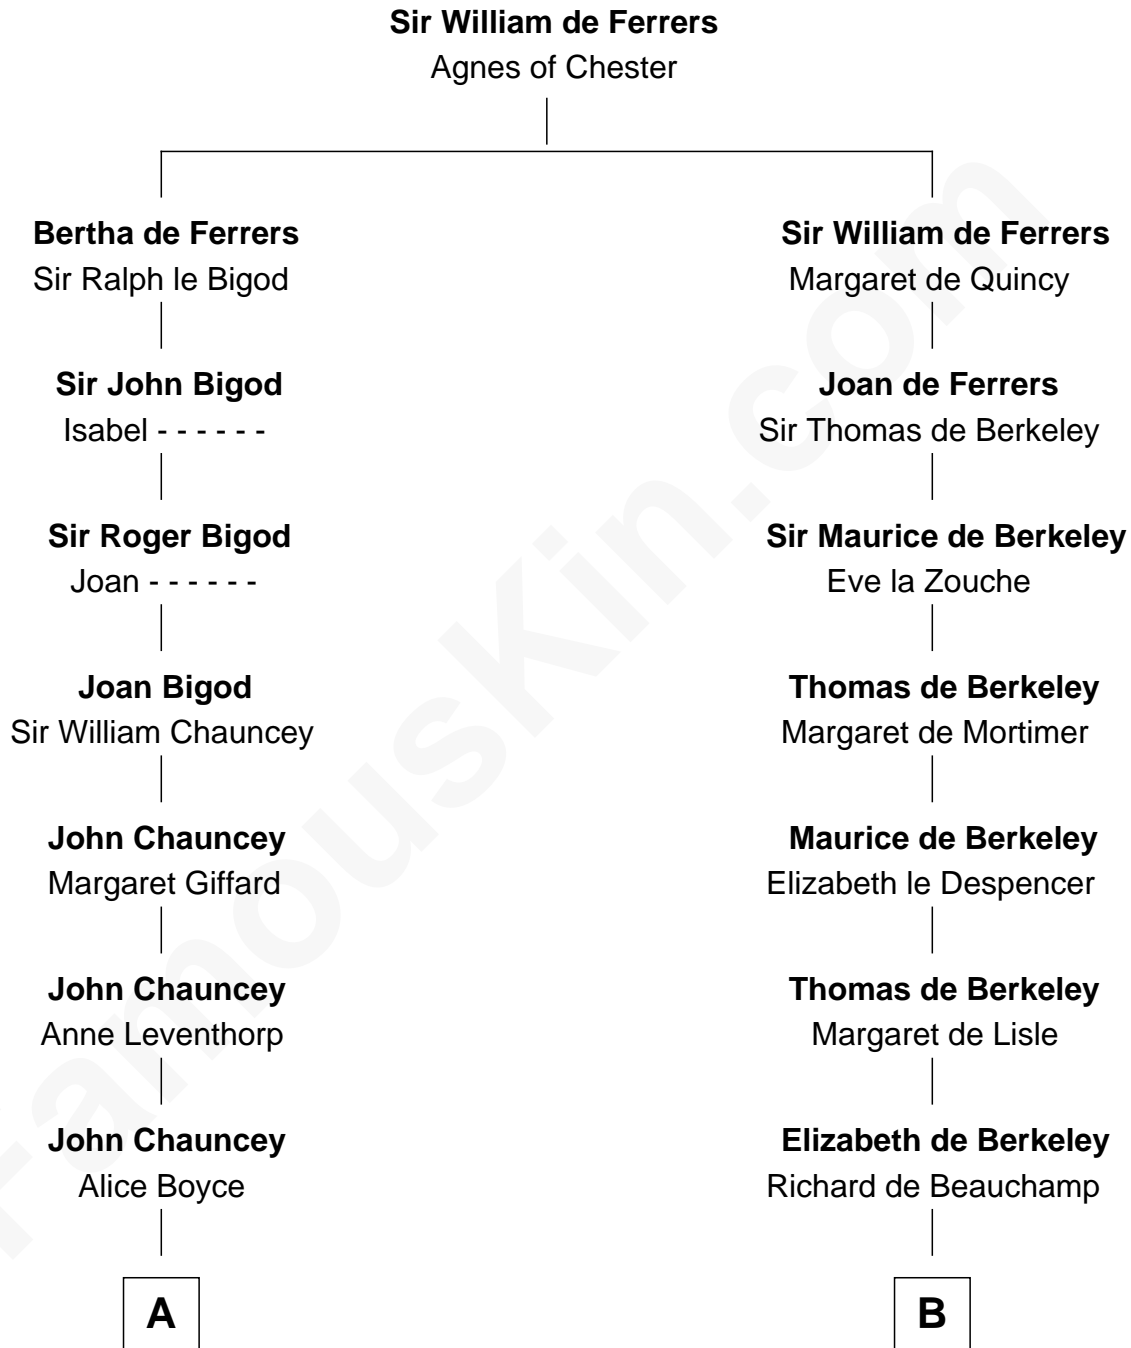 Sir William de Ferrers
Agnes of Chester
Bertha de Ferrers
Sir Ralph le Bigod
Sir William de Ferrers
Margaret de Quincy
Sir John Bigod
Isabel - - - - - -
Joan de Ferrers
Sir Thomas de Berkeley
Sir Roger Bigod
Joan - - - - - -
Sir Maurice de Berkeley
Eve la Zouche
Joan Bigod
Sir William Chauncey
Thomas de Berkeley
Margaret de Mortimer
John Chauncey
Margaret Giffard
Maurice de Berkeley
Elizabeth le Despencer
John Chauncey
Anne Leventhorp
Thomas de Berkeley
Margaret de Lisle
John Chauncey
Alice Boyce
Elizabeth de Berkeley
Richard de Beauchamp
A
B
FamousKin.com